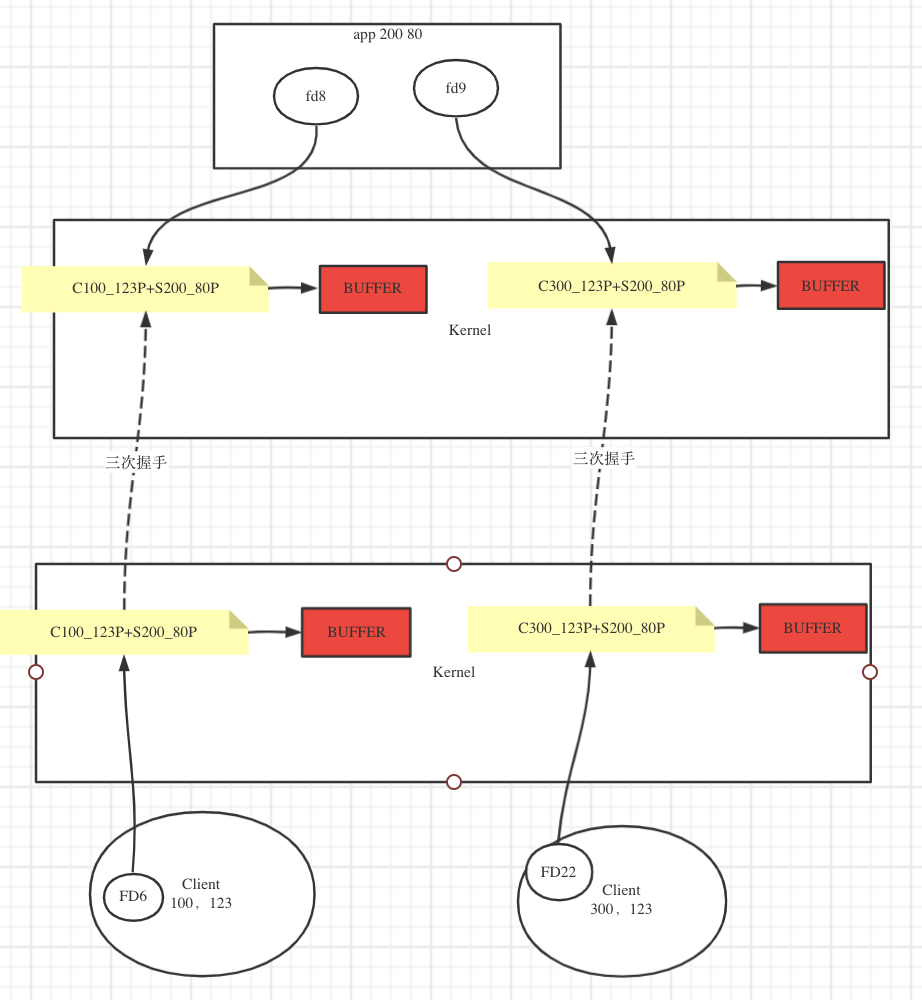 app 200 80
fd8
fd9
C100_123P+S200_80P
BUFFER
C300_123P+S200_80P
BUFFER
Kernel
三次握手
三次握手
C100_123P+S200_80P
BUFFER
C300_123P+S200_80P
BUFFER
Kernel
FD6
Client
100，123
FD22
Client
300，123